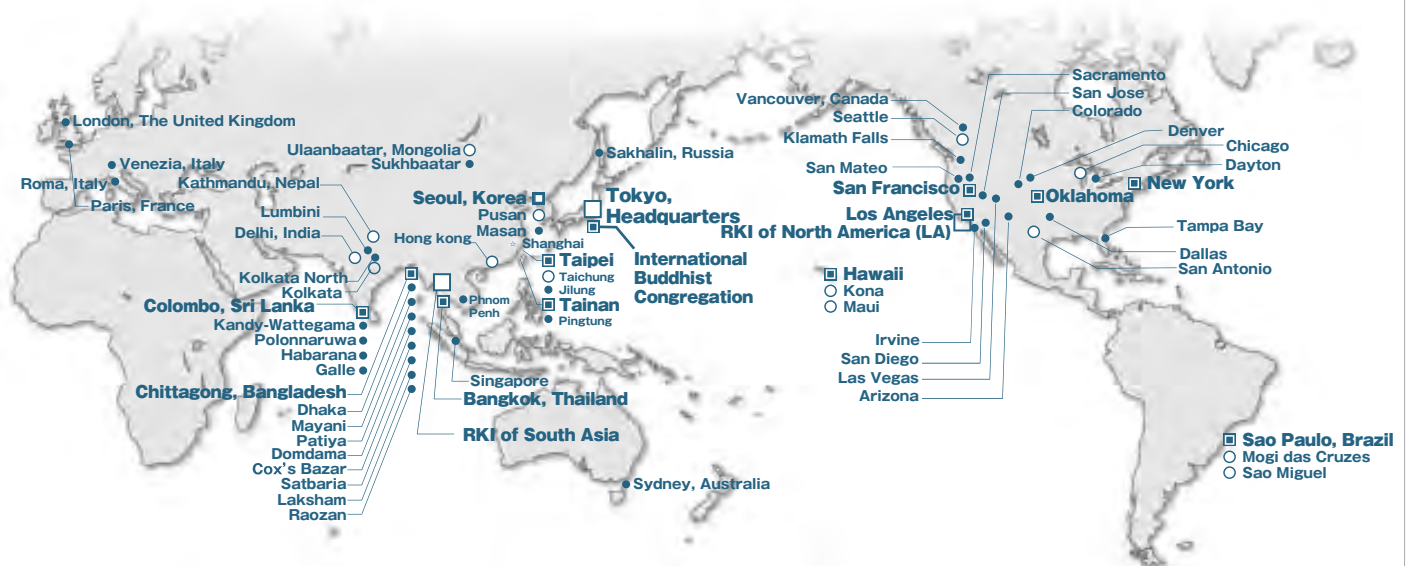 London, The United Kingdom
Venezia, Italy
Roma, Italy
Paris, France
Ulaanbaatar, Mongolia
Sukhbaatar
Kathmandu, Nepal
Lumbini
Delhi, India
Kolkata North
Kolkata
Colombo, Sri Lanka
Kandy-Wattegama
Polonnaruwa
Habarana
Galle
Chittagong, Bangladesh
Dhaka
Mayani
Patiya
Domdama
Cox's Bazar
Satbaria
Laksham
Raozan
Sakhalin, Russia
Seoul, Korea
Pusan
Masan
Tokyo,
Headquarters
International
Buddhist
Congregation
Hong kong
Shanghai
Taipei
Taichung
Jilung
Tainan
Pingtung
Phnom
Penh
Singapore
Bangkok, Thailand
RKI of South Asia
Sydney, Australia
Vancouver, Canada
Seattle
Klamath Falls
San Mateo
San Francisco
Los Angeles
RKI of North America (LA)
Sacramento
San Jose
Colorado
Denver
Chicago
Dayton
New York
Oklahoma
Tampa Bay
Dallas
San Antonio
Hawaii
Kona
Maui
Irvine
San Diego
Las Vegas
Arizona
Sao Paulo, Brazil
Mogi das Cruzes
Sao Miguel